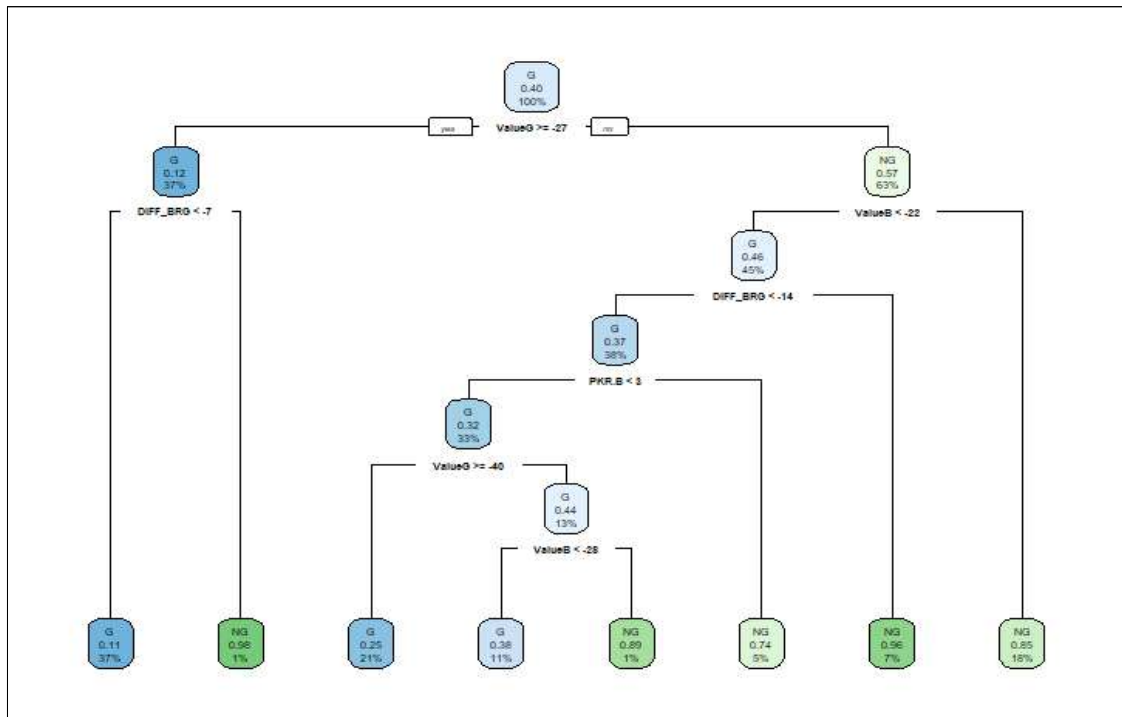 G
0.40
100%
yes
ValueG >= -27
no
G
0.12
37%
NG
0.57
63%
DIFF_BRG < -7
ValueB < -22
G
0.46
45%
DIFF_BRG < -14
G
0.37
38%
PKR.B < 3
G
0.32
33%
ValueG >= -40
G
0.44
13%
ValueB < -28
G
0.11
37%
NG
0.98
1%
G
0.25
21%
G
0.38
11%
NG
0.89
1%
NG
0.74
5%
NG
0.96
7%
NG
0.85
18%